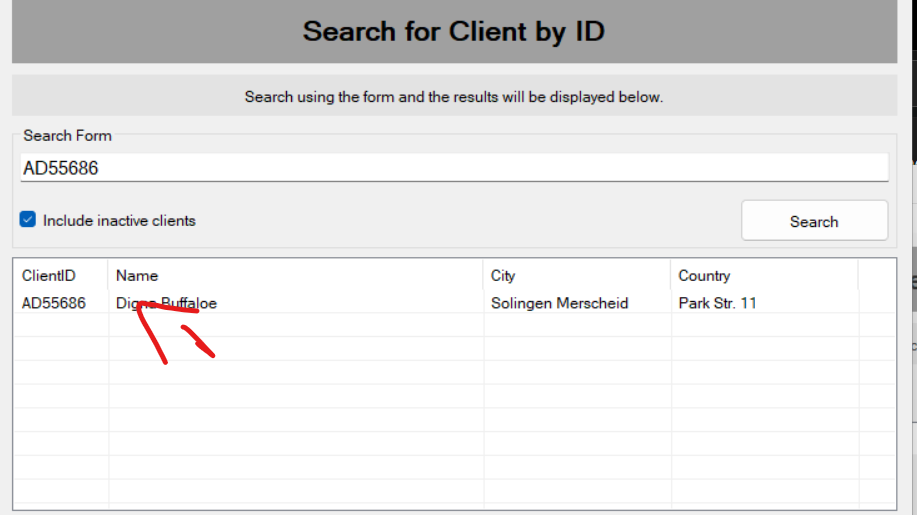 Search for Client by ID
Search using the form and the results will be displayed below.
Search Form
AD55686
Include inactive clients
Search
ClientID Name City Country
AD55686 Buffaloe Solingen Merscheid Park Str. 11